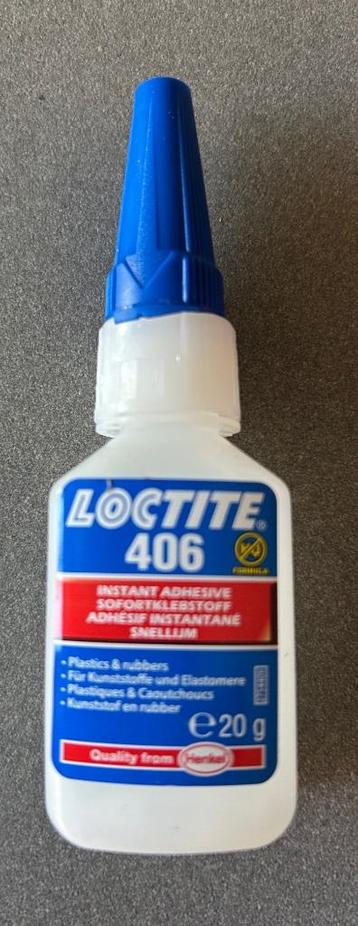 LOCTITE®
406
FORMULA
INSTANT ADHESIVE
SOFORTKLEBSTOFF
ADHÉSIF INSTANTANÉ
SNELLIJM
• Plastics & rubbers
• Für Kunststoffe und Elastomere
• Plastiques & Caoutchoucs
• Kunststof en rubber
℮20 g
Quality from Henkel